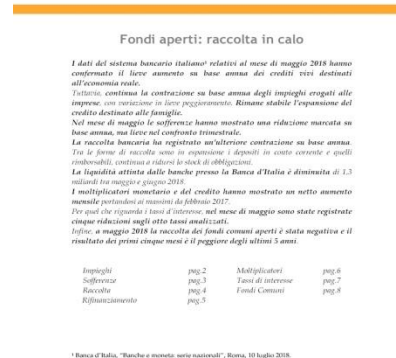 Fondi aperti: raccolta in calo
I dati del sistema bancario italiano¹ relativi al mese di maggio 2018 hanno
confermato il lieve aumento su base annua dei crediti vivi destinati
all'economia reale.
Tuttavia, continua la contrazione su base annua degli impieghi erogati alle
imprese, con variazione in lieve peggioramento. Rimane stabile l'espansione del
credito destinato alle famiglie.
Nel mese di maggio le sofferenze hanno mostrato una riduzione marcata su
base annua, ma lieve nel confronto trimestrale.
La raccolta bancaria ha registrato un'ulteriore contrazione su base annua.
Tra le forme di raccolta sono in espansione i depositi in conto corrente e quelli
rimborsabili, continua a ridursi lo stock di obbligazioni.
La liquidità attinta dalle banche presso la Banca d'Italia è diminuita di 1,3
miliardi tra maggio e giugno 2018.
I moltiplicatori monetario e del credito hanno mostrato un netto aumento
mensile portandosi ai massimi da febbraio 2017.
Per quel che riguarda i tassi d'interesse, nel mese di maggio sono state registrate
cinque riduzioni sugli otto tassi analizzati.
Infine, a maggio 2018 la raccolta dei fondi comuni aperti è stata negativa e il
risultato dei primi cinque mesi è il peggiore degli ultimi 5 anni.
Impieghi pag.2 Moltiplicatori pag.6
Sofferenze pag.3 Tassi di interesse pag.7
Raccolta pag.4 Fondi Comuni pag.8
Rifinanziamento pag.5
¹ Banca d'Italia, "Banche e moneta: serie nazionali", Roma, 10 luglio 2018.